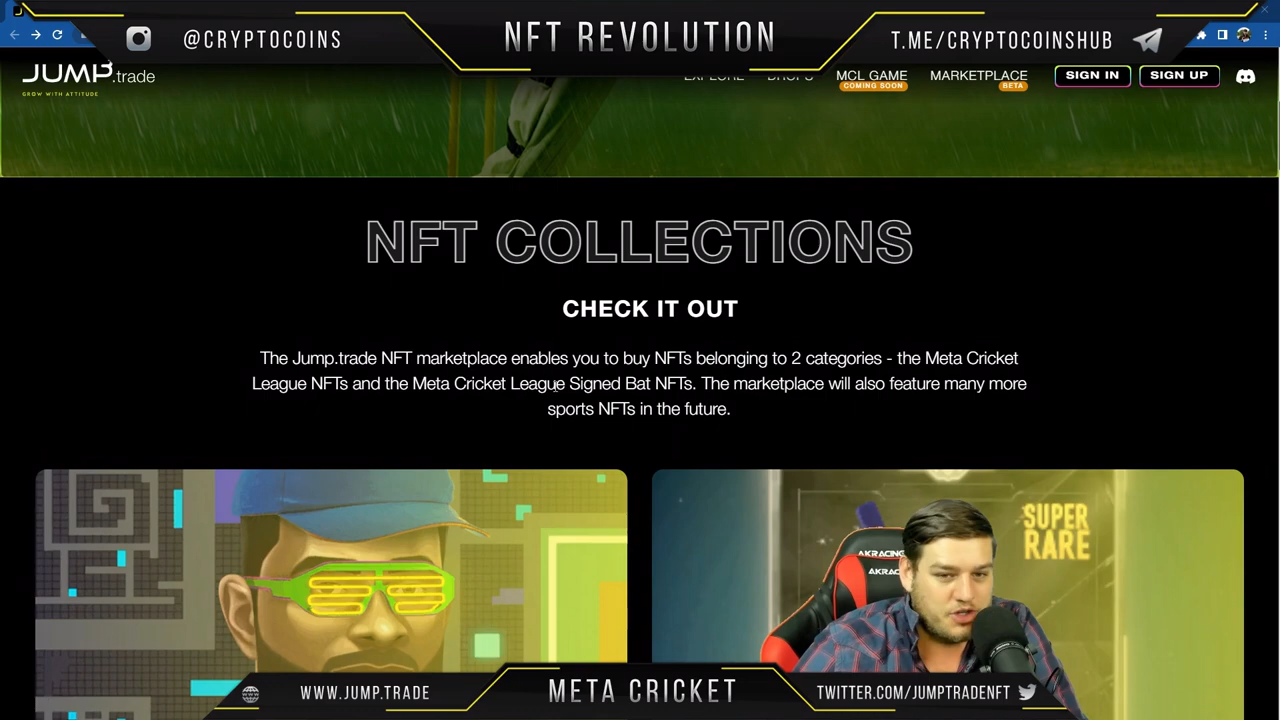 NFT REVOLUTION
@CRYPTOCOINS
T.ME/CRYPTOCOINSHUB
JUMP.trade
GROW WITH ATTITUDE
EXPLORE
DROPS
MCL GAME
COMING SOON
MARKETPLACE
BETA
SIGN IN
SIGN UP
NFT COLLECTIONS
CHECK IT OUT
The Jump.trade NFT marketplace enables you to buy NFTs belonging to 2 categories - the Meta Cricket
League NFTs and the Meta Cricket League Signed Bat NFTs. The marketplace will also feature many more
sports NFTs in the future.
SUPER
RARE
AKRACING
AKRACING
WWW.JUMP.TRADE
META CRICKET
TWITTER.COM/JUMPTRADENFT